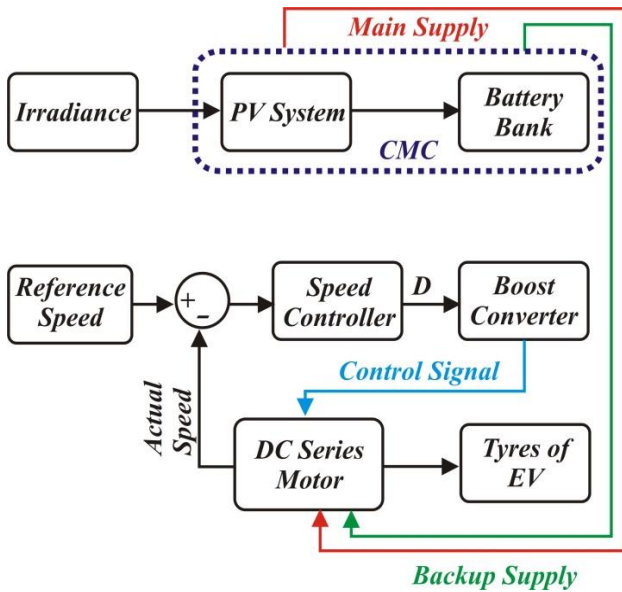 Main Supply
Irradiance
PV System
Battery
Bank
CMC
Reference
Speed
+
-
Speed
Controller
D
Boost
Converter
Control Signal
Actual
Speed
DC Series
Motor
Tyres of
EV
Backup Supply